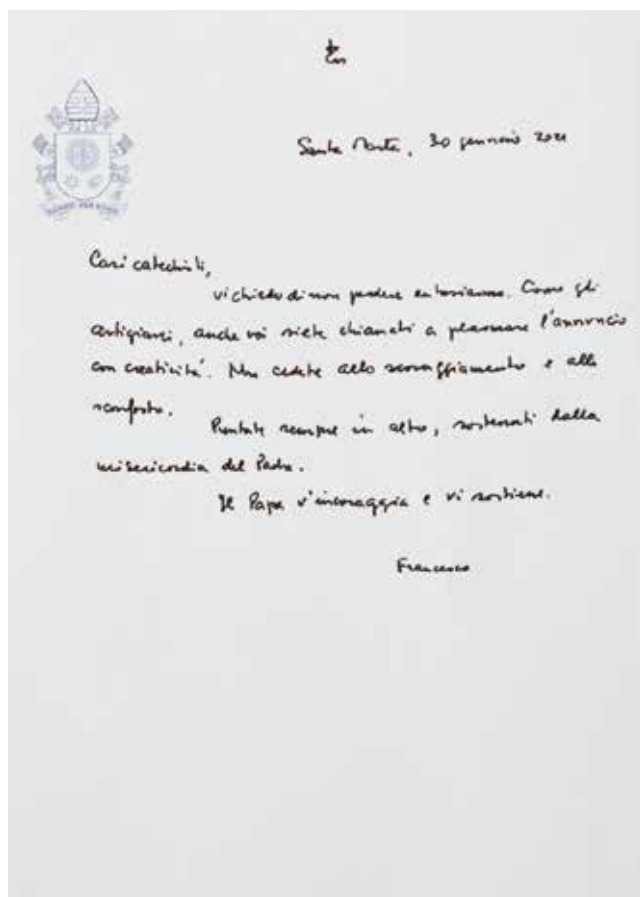 Santa Marta, 30 gennaio 2021
Cari catechisti,
vi chiedo di non perdere entusiasmo. Come gli
artigiani, anche voi siete chiamati a plasmare l'annuncio
con creatività. Non cedete allo scoraggiamento e allo
sconforto.
Puntate sempre in alto, sostenuti dalla
misericordia del Padre.
Il Papa v'incoraggia e vi sostiene.
Francesco